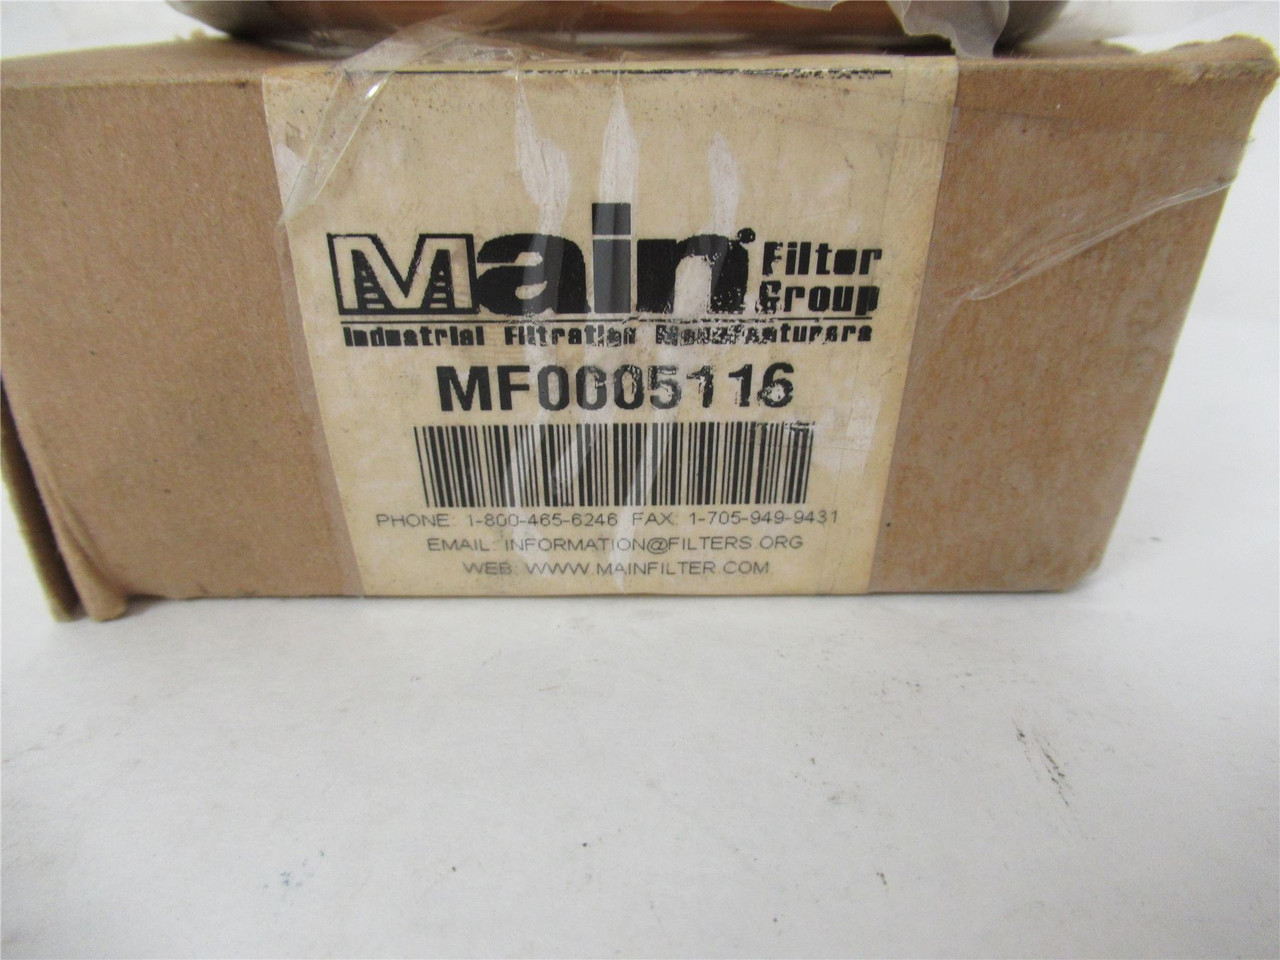 Main Filter
Group
Industrial Filtration Manufacturers
MF0005116
PHONE: 1-800-465-6246 FAX: 1-705-949-9431
EMAIL: INFORMATION@FILTERS.ORG
WEB: WWW.MAINFILTER.COM